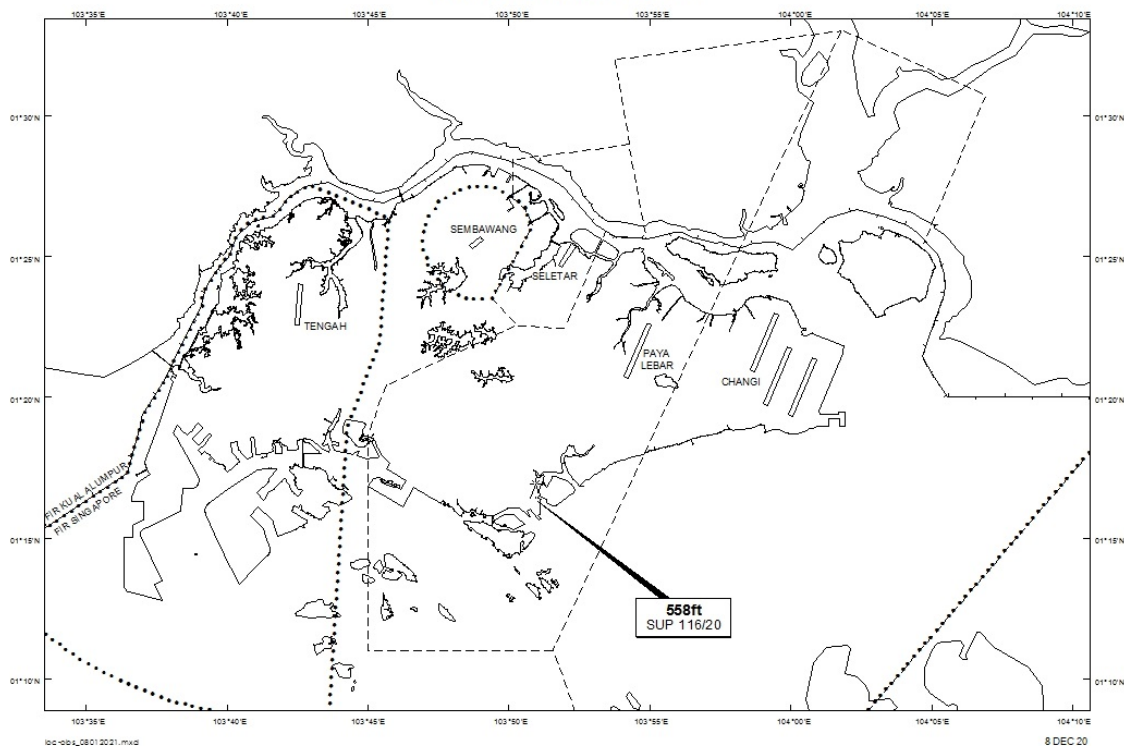 103°35'E 103°40'E 103°45'E 103°50'E 103°55'E 104°00'E 104°05'E 104°10'E
01°30'N 01°30'N
SEMBAWANG
01°25'N 01°25'N
SELETAR
TENGAH
PAYA
LEBAR
CHANGI
01°20'N 01°20'N
FIR KUALA LUMPUR
FIR SINGAPORE
01°15'N 01°15'N
558ft
SUP 116/20
01°10'N 01°10'N
103°35'E 103°40'E 103°45'E 103°50'E 103°55'E 104°00'E 104°05'E 104°10'E
loc-obs_08012021.mxd 8 DEC 20